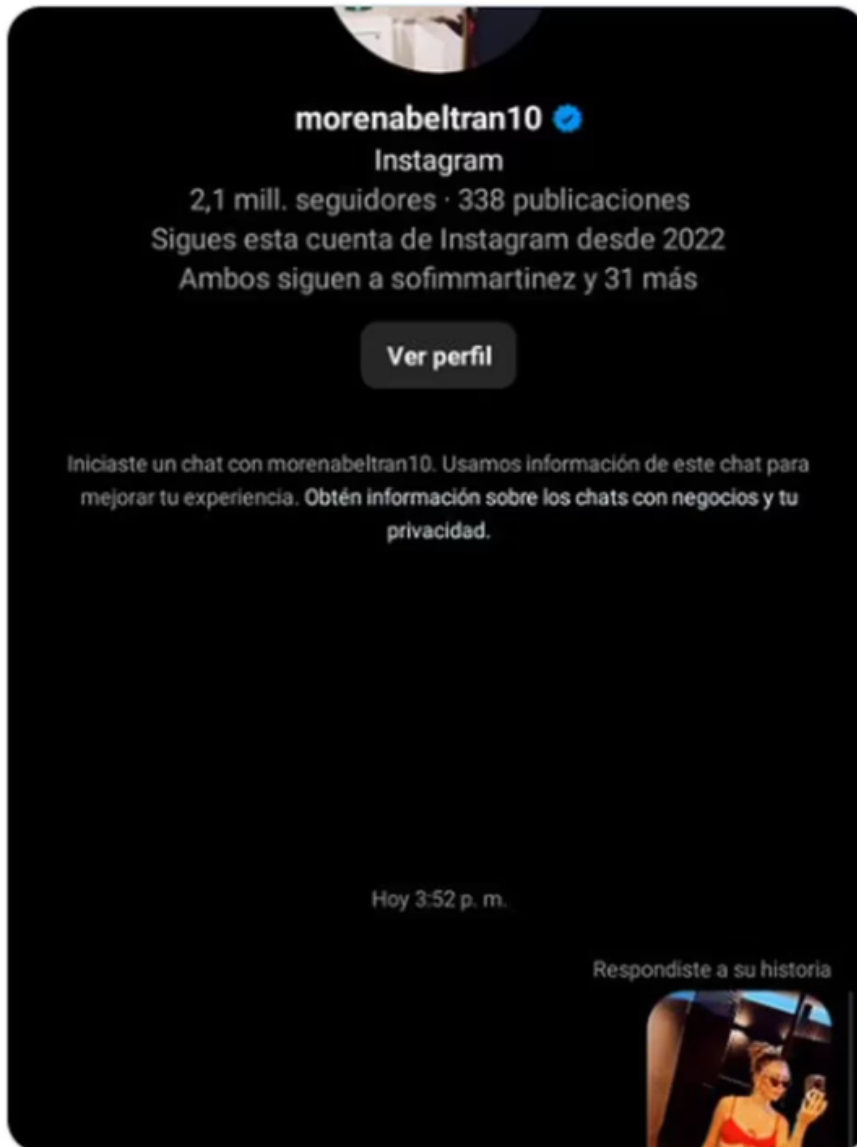 morenabeltran10
Instagram
2,1 mill. seguidores · 338 publicaciones
Sigues esta cuenta de Instagram desde 2022
Ambos siguen a sofimmartinez y 31 más
Ver perfil
Iniciaste un chat con morenabeltran10. Usamos información de este chat para
mejorar tu experiencia. Obtén información sobre los chats con negocios y tu
privacidad.
Hoy 3:52 p. m.
Respondiste a su historia